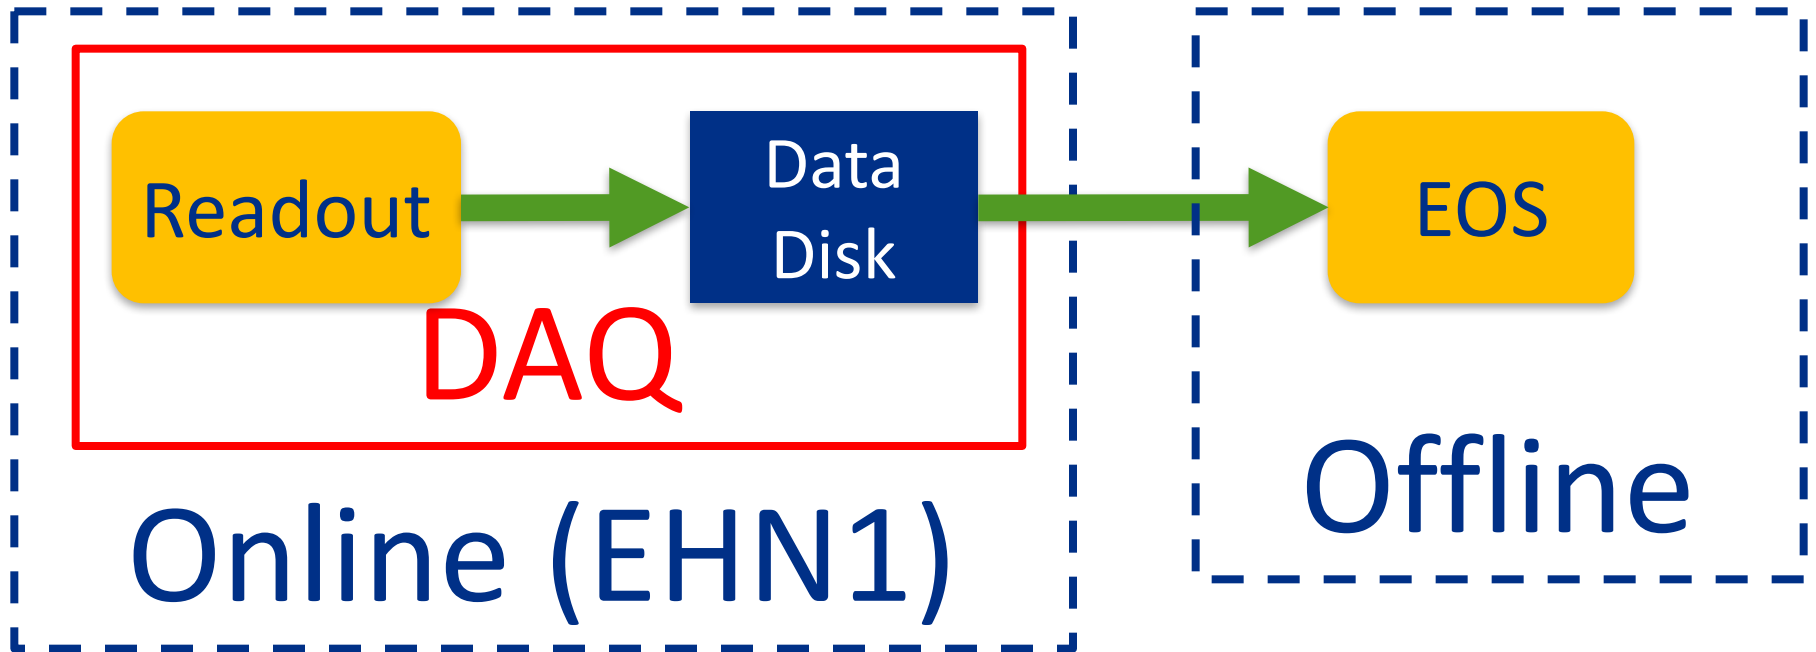 Readout
Data
Disk
DAQ
Online (EHN1)
EOS
Offline